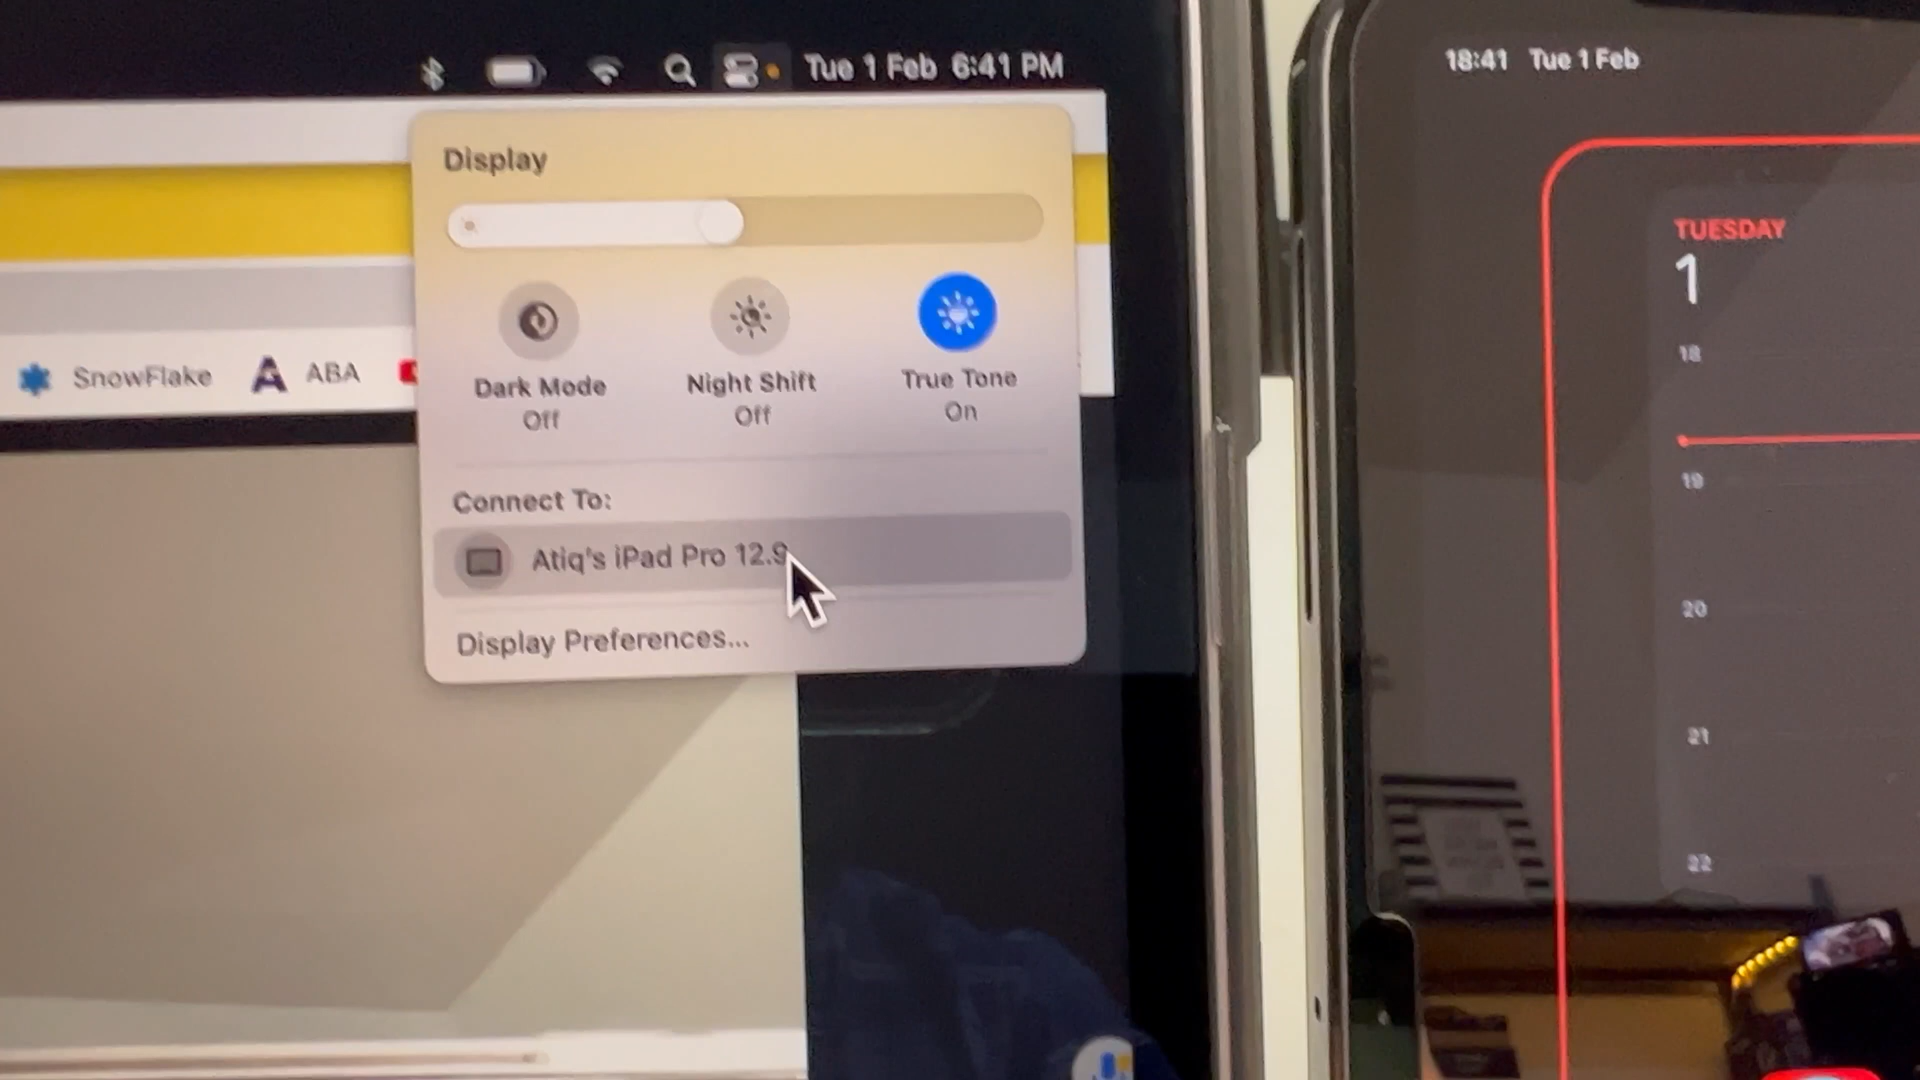 Tue 1 Feb 6:41 PM
Display
Dark Mode
Off
Night Shift
Off
True Tone
On
Connect To:
Atiq's iPad Pro 12.9
Display Preferences...
SnowFlake
ABA
18:41 Tue 1 Feb
TUESDAY
1
18
19
20
21
22